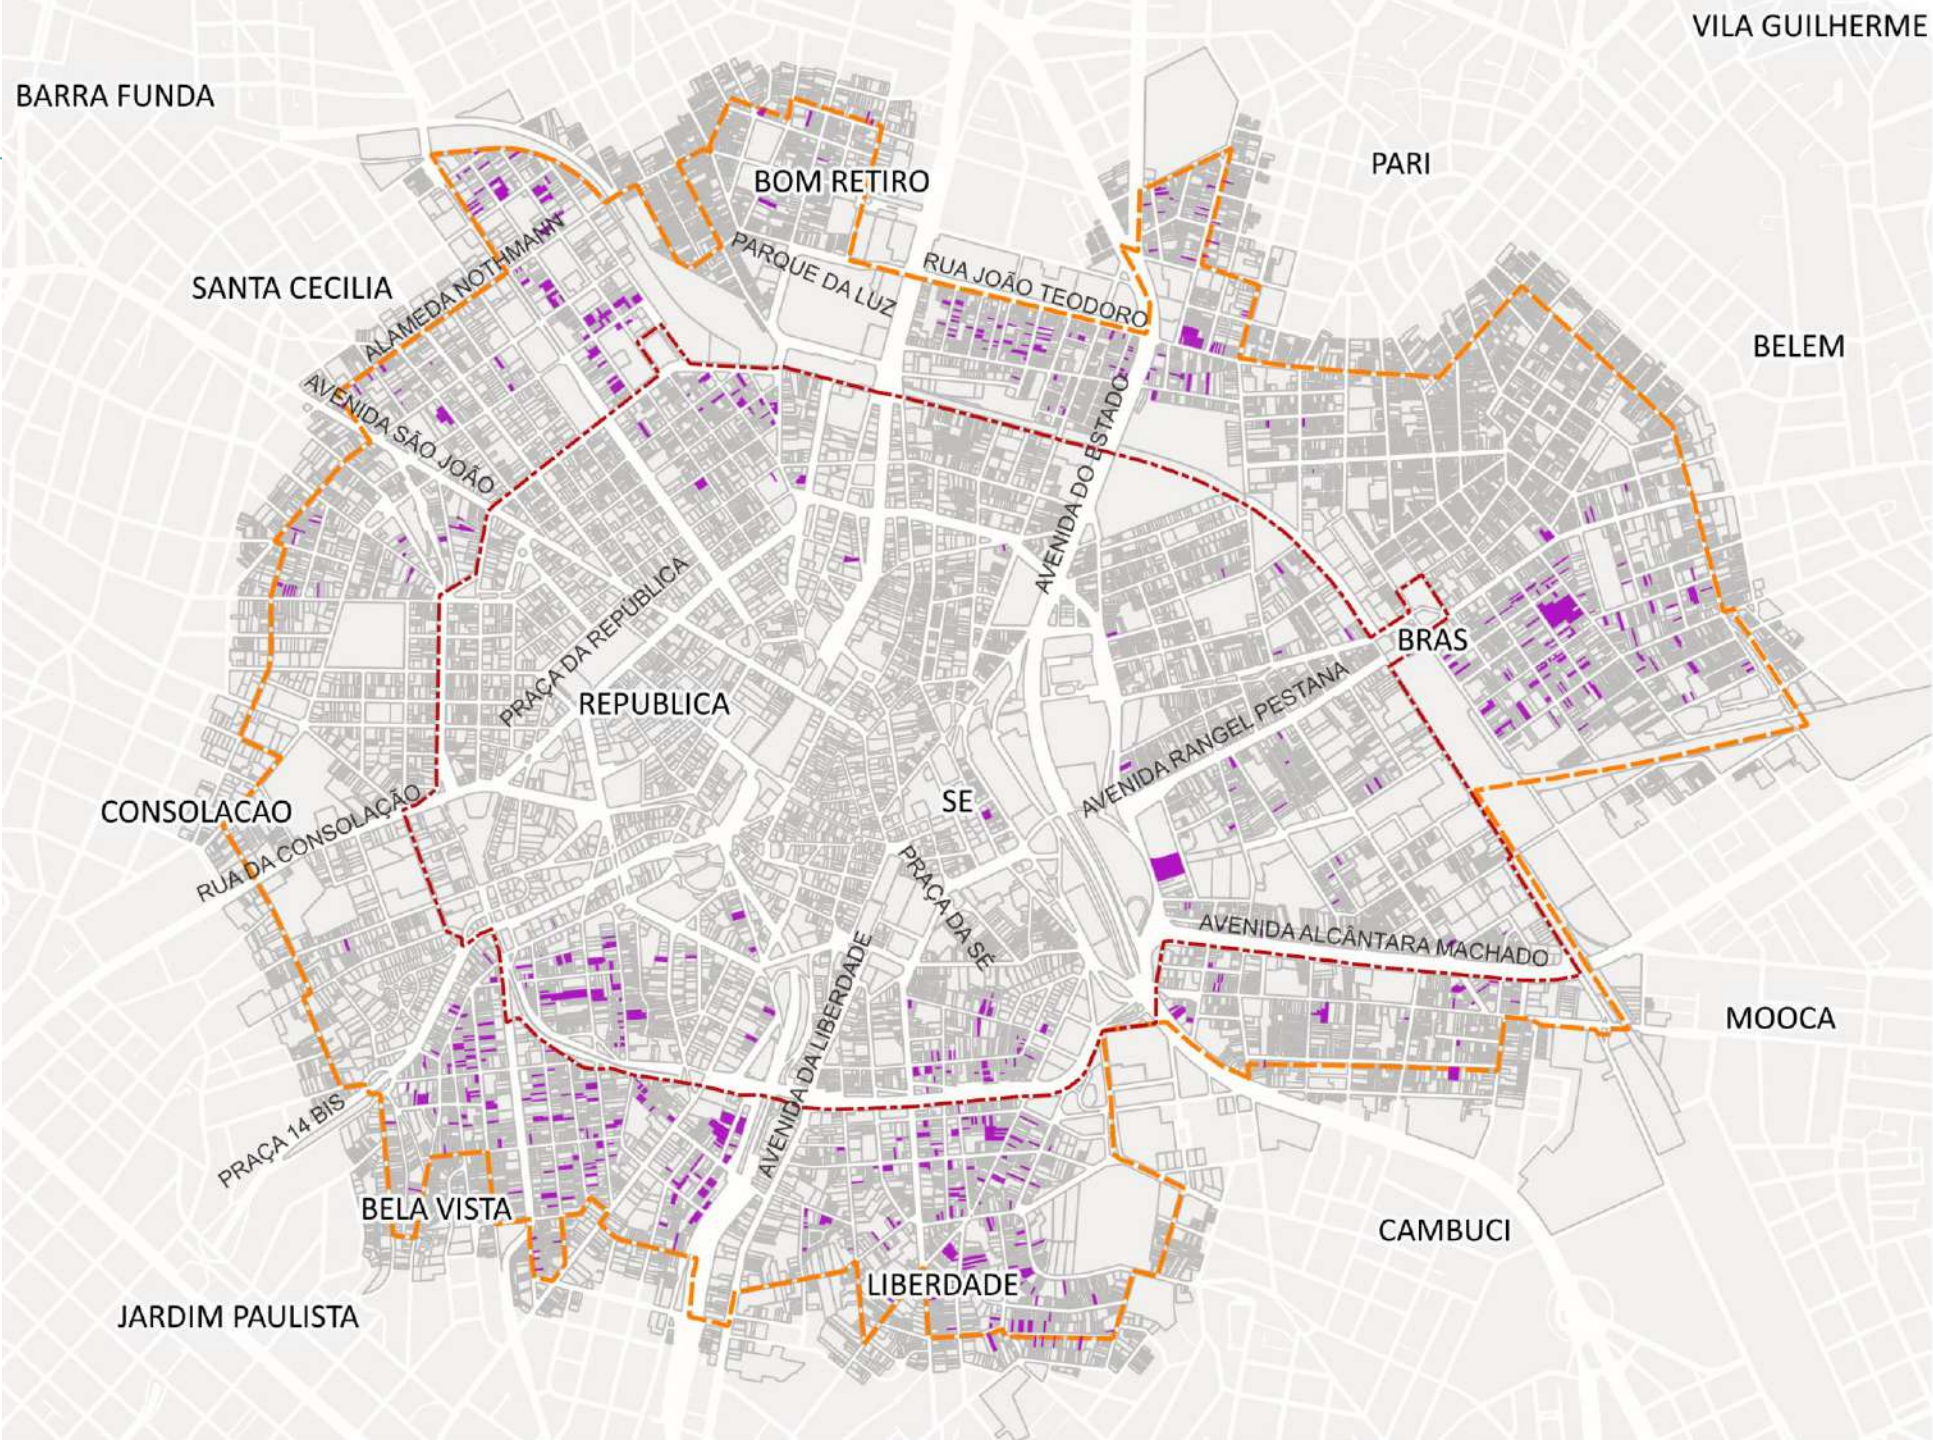 VILA GUILHERME
BARRA FUNDA
PARI
BOM RETIRO
PARQUE DA LUZ
RUA JOÃO TEODORO
SANTA CECILIA
ALAMEDA NOTHMANN
BELEM
AVENIDA SÃO JOÃO
AVENIDA DO ESTADO
PRAÇA DA REPÚBLICA
BRAS
REPUBLICA
AVENIDA RANGEL PESTANA
SE
CONSOLACAO
RUA DA CONSOLAÇÃO
PRAÇA DA SÉ
AVENIDA ALCÂNTARA MACHADO
AVENIDA DA LIBERDADE
MOOCA
PRAÇA 14 BIS
BELA VISTA
CAMBUCI
LIBERDADE
JARDIM PAULISTA